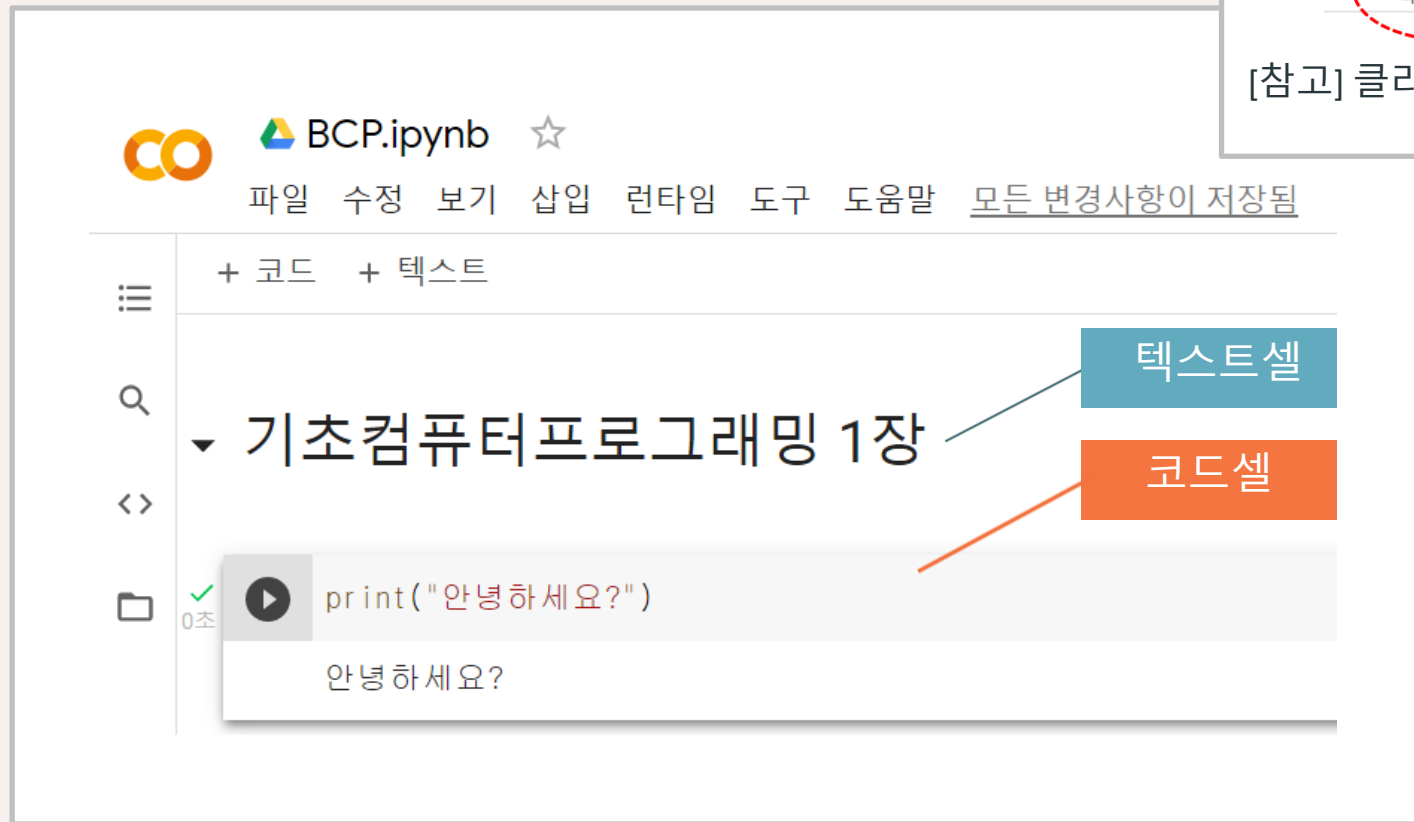 [참고]
BCP.ipynb
파일 수정 보기 삽입 런타임 도구 도움말 모든 변경사항이 저장됨
+ 코드 + 텍스트
텍스트셀
기초컴퓨터프로그래밍 1장
코드셀
print("안녕하세요?")
0초
안녕하세요?